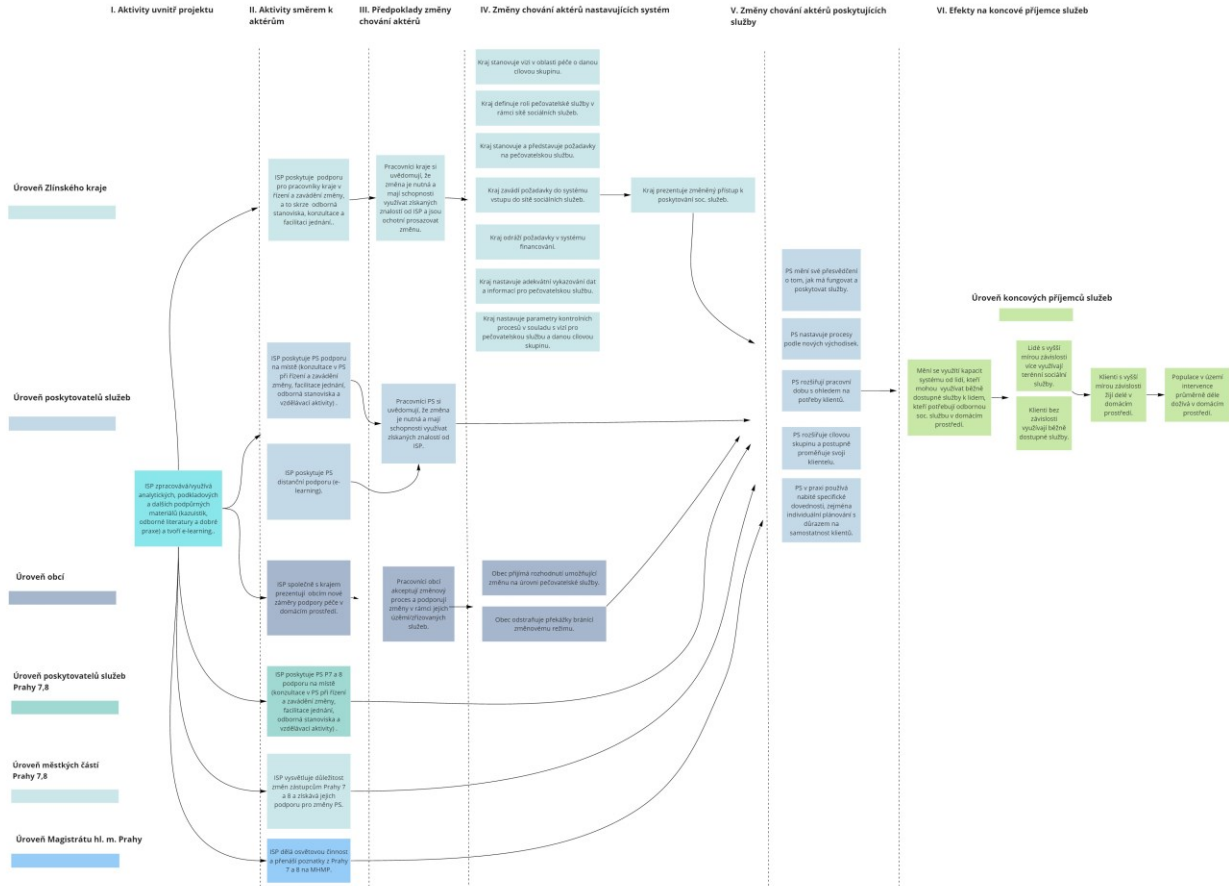 I. Aktivity uvnitř projektu
II. Aktivity směrem k
aktérům
III. Předpoklady změny
chování aktérů
IV. Změny chování aktérů nastavujících systém
V. Změny chování aktérů poskytujících
služby
VI. Efekty na koncové příjemce služeb
Úroveň Zlínského kraje
ISP poskytuje podporu
pro pracovníky kraje v
řízení a zavádění změny,
a to skrze odborná
stanoviska, konzultace a
facilitaci jednání..
Pracovníci kraje si
uvědomují, že
změna je nutná a
mají schopnosti
využívat získaných
znalostí od ISP a jsou
ochotni prosazovat
změnu.
Kraj stanovuje vizi v oblasti péče o danou
cílovou skupinu.
Kraj definuje roli pečovatelské služby v
rámci sítě sociálních služeb.
Kraj stanovuje a představuje požadavky
na pečovatelskou službu.
Kraj zavádí požadavky do systému
vstupu do sítě sociálních služeb.
Kraj odráží požadavky v systému
financování.
Kraj nastavuje adekvátní vykazování dat
a informací pro pečovatelskou službu.
Kraj nastavuje parametry kontrolních
procesů v souladu s vizí pro
pečovatelskou službu a danou cílovou
skupinu.
Kraj prezentuje změněný přístup k
poskytování soc. služeb.
Úroveň poskytovatelů služeb
ISP poskytuje PS podporu
na místě (konzultace v PS
při řízení a zavádění
změny, facilitace jednání,
odborná stanoviska a
vzdělávací aktivity) .
ISP poskytuje PS
distanční podporu (e-
learning).
Pracovníci PS si
uvědomují, že změna
je nutná a mají
schopnosti využívat
získaných znalostí od
ISP.
ISP zpracovává/využívá
analytických, podkladových
a dalších podpůrných
materiálů (kazuistik,
odborné literatury a dobré
praxe) a tvoří e-learning..
PS mění své přesvědčení
o tom, jak má fungovat a
poskytovat služby.
PS nastavuje procesy
podle nových východisek.
PS rozšiřují pracovní
dobu s ohledem na
potřeby klientů.
PS rozšiřuje cílovou
skupinu a postupně
proměňuje svoji
klientelu.
PS v praxi používá
nabité specifické
dovednosti, zejména
individuální plánování s
důrazem na
samostatnost klientů.
Úroveň koncových příjemců služeb
Mění se využití kapacit
systému od lidí, kteří
mohou využívat běžně
dostupné služby k lidem,
kteří potřebují odbornou
soc. službu v domácím
prostředí.
Lidé s vyšší
mírou závislosti
více využívají
terénní sociální
služby.
Klienti bez
závislosti
využívají běžně
dostupné služby.
Klienti s vyšší
mírou závislosti
žijí delé v
domácím
prostředí.
Populace v území
intervence
průměrně déle
dožívá v domácím
prostředí.
Úroveň obcí
ISP společně s krajem
prezentují obcím nové
záměry podpory péče v
domácím prostředí.
Pracovníci obcí
akceptují změnový
proces a podporují
změny v rámci jejich
území/zřizovaných
služeb.
Obec přijímá rozhodnutí umožňující
změnu na úrovni pečovatelské služby.
Obec odstraňuje překážky bránící
změnovému režimu.
Úroveň poskytovatelů služeb
Prahy 7,8
ISP poskytuje PS P7 a 8
podporu na místě
(konzultace v PS při řízení
a zavádění změny,
facilitace jednání,
odborná stanoviska a
vzdělávací aktivity) .
Úroveň městkých částí
Prahy 7,8
ISP vysvětluje důležitost
změn zástupcům Prahy 7
a 8 a získává jejich
podporu pro změny PS.
Úroveň Magistrátu hl. m. Prahy
ISP dělá osvětovou činnost
a přenáší poznatky z Prahy
7 a 8 na MHMP.